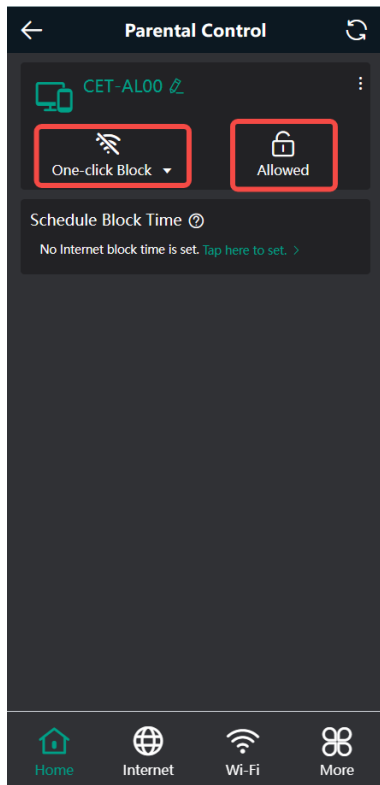 Parental Control
CET-AL00
One-click Block
Allowed
Schedule Block Time
No Internet block time is set. Tap here to set. >
Home
Internet
Wi-Fi
More